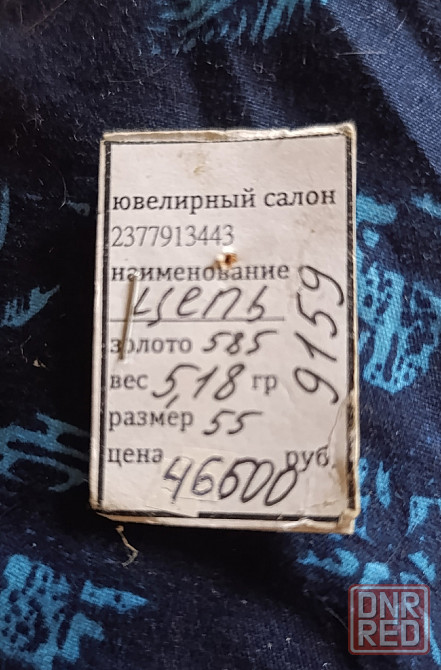 ювелирный салон
2377913443
наименование
цепь
золото 585
вес 5,18 гр
размер 55
цена 46600 руб.
9159
DNR
RED